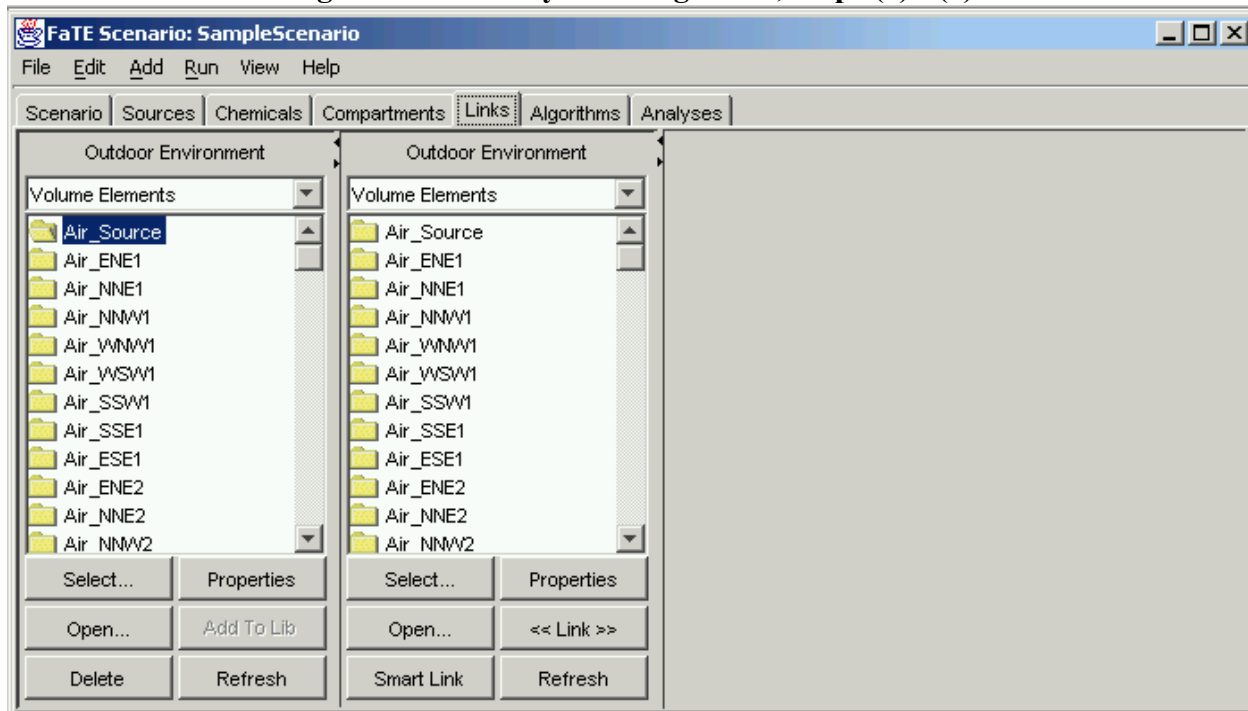 FaTE Scenario: SampleScenario
File Edit Add Run View Help
Scenario Sources Chemicals Compartments Links Algorithms Analyses
Outdoor Environment
Volume Elements
Air_Source
Air_ENE1
Air_NNE1
Air_NNW1
Air_WNW1
Air_WSW1
Air_SSW1
Air_SSE1
Air_ESE1
Air_ENE2
Air_NNE2
Air_NNW2
Select... Properties
Open... Add To Lib
Delete Refresh
Outdoor Environment
Volume Elements
Air_Source
Air_ENE1
Air_NNE1
Air_NNW1
Air_WNW1
Air_WSW1
Air_SSW1
Air_SSE1
Air_ESE1
Air_ENE2
Air_NNE2
Air_NNW2
Select... Properties
Open... << Link >>
Smart Link Refresh